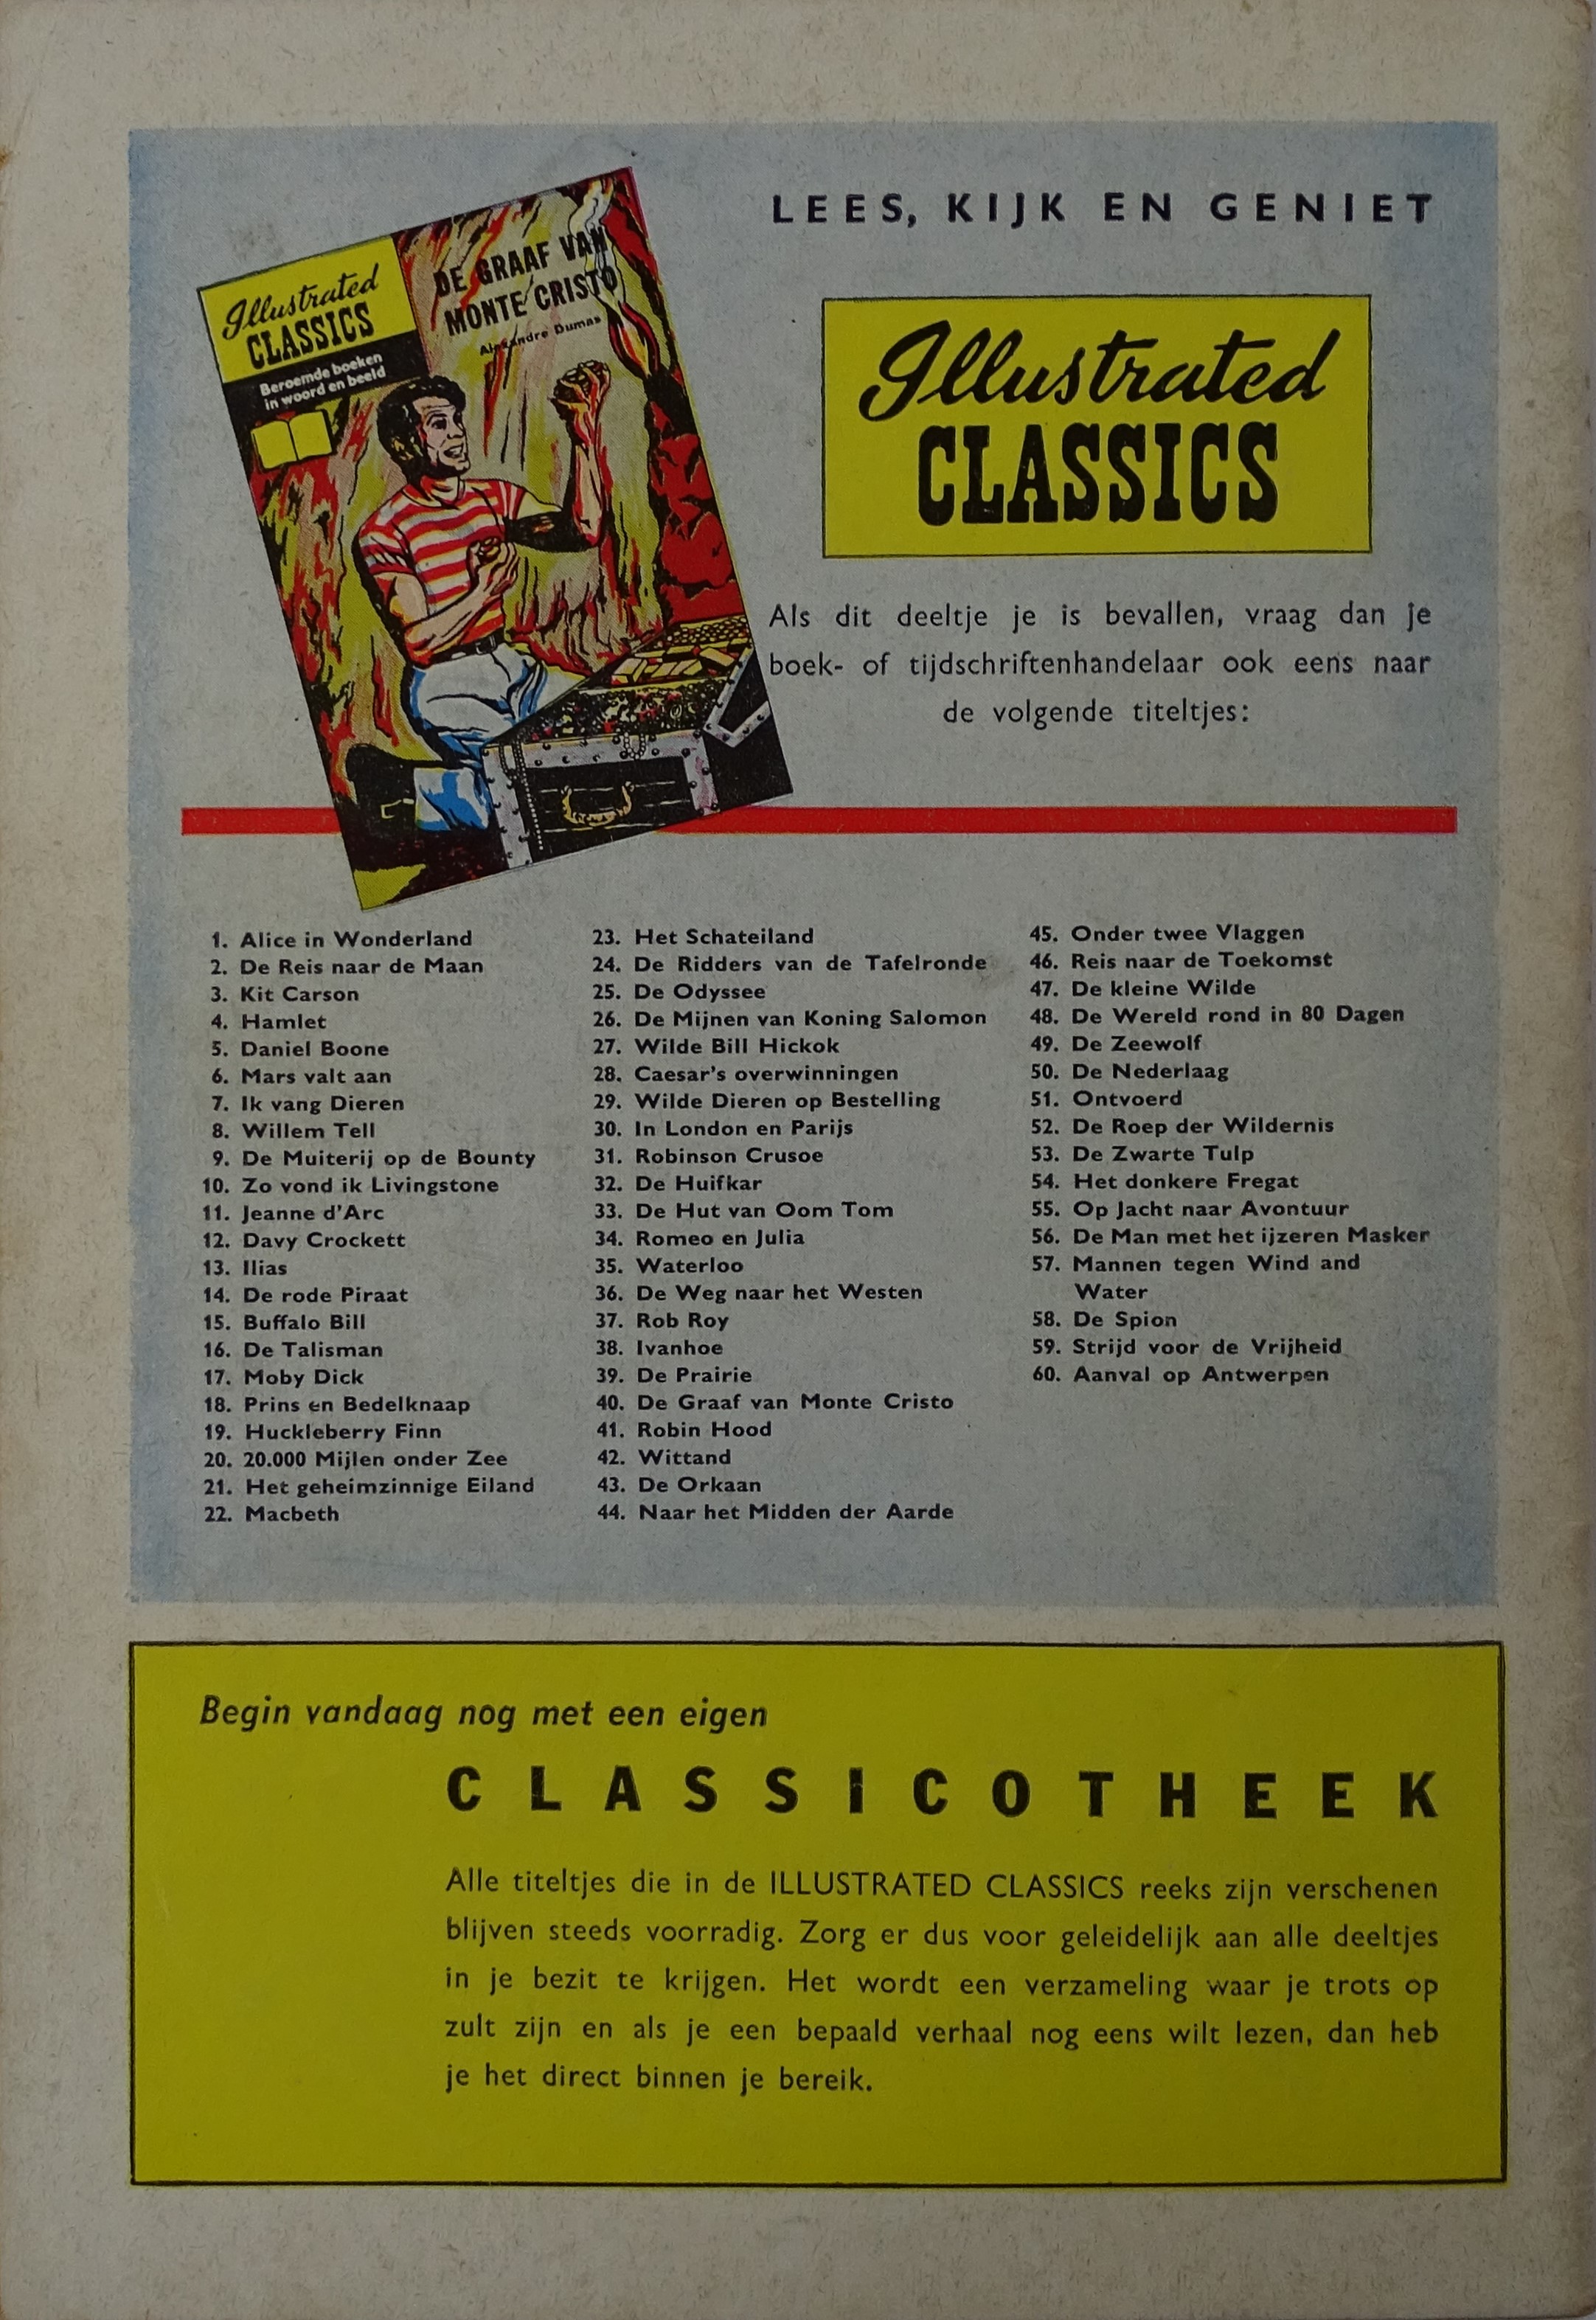 LEES, KIJK EN GENIET
Illustrated
CLASSICS
Beroemde boeken
in woord en beeld
DE GRAAF VAN
MONTE CRISTO
Alexandre Dumas
Illustrated
CLASSICS
Als dit deeltje je is bevallen, vraag dan je
boek- of tijdschriftenhandelaar ook eens naar
de volgende titeltjes:
1. Alice in Wonderland
2. De Reis naar de Maan
3. Kit Carson
4. Hamlet
5. Daniel Boone
6. Mars valt aan
7. Ik vang Dieren
8. Willem Tell
9. De Muiterij op de Bounty
10. Zo vond ik Livingstone
11. Jeanne d'Arc
12. Davy Crockett
13. Ilias
14. De rode Piraat
15. Buffalo Bill
16. De Talisman
17. Moby Dick
18. Prins en Bedelknaap
19. Huckleberry Finn
20. 20.000 Mijlen onder Zee
21. Het geheimzinnige Eiland
22. Macbeth
23. Het Schateiland
24. De Ridders van de Tafelronde
25. De Odyssee
26. De Mijnen van Koning Salomon
27. Wilde Bill Hickok
28. Caesar's overwinningen
29. Wilde Dieren op Bestelling
30. In London en Parijs
31. Robinson Crusoe
32. De Huifkar
33. De Hut van Oom Tom
34. Romeo en Julia
35. Waterloo
36. De Weg naar het Westen
37. Rob Roy
38. Ivanhoe
39. De Prairie
40. De Graaf van Monte Cristo
41. Robin Hood
42. Wittand
43. De Orkaan
44. Naar het Midden der Aarde
45. Onder twee Vlaggen
46. Reis naar de Toekomst
47. De kleine Wilde
48. De Wereld rond in 80 Dagen
49. De Zeewolf
50. De Nederlaag
51. Ontvoerd
52. De Roep der Wildernis
53. De Zwarte Tulp
54. Het donkere Fregat
55. Op Jacht naar Avontuur
56. De Man met het ijzeren Masker
57. Mannen tegen Wind and
Water
58. De Spion
59. Strijd voor de Vrijheid
60. Aanval op Antwerpen
Begin vandaag nog met een eigen
CLASSICOTHEEK
Alle titeltjes die in de ILLUSTRATED CLASSICS reeks zijn verschenen
blijven steeds voorradig. Zorg er dus voor geleidelijk aan alle deeltjes
in je bezit te krijgen. Het wordt een verzameling waar je trots op
zult zijn en als je een bepaald verhaal nog eens wilt lezen, dan heb
je het direct binnen je bereik.